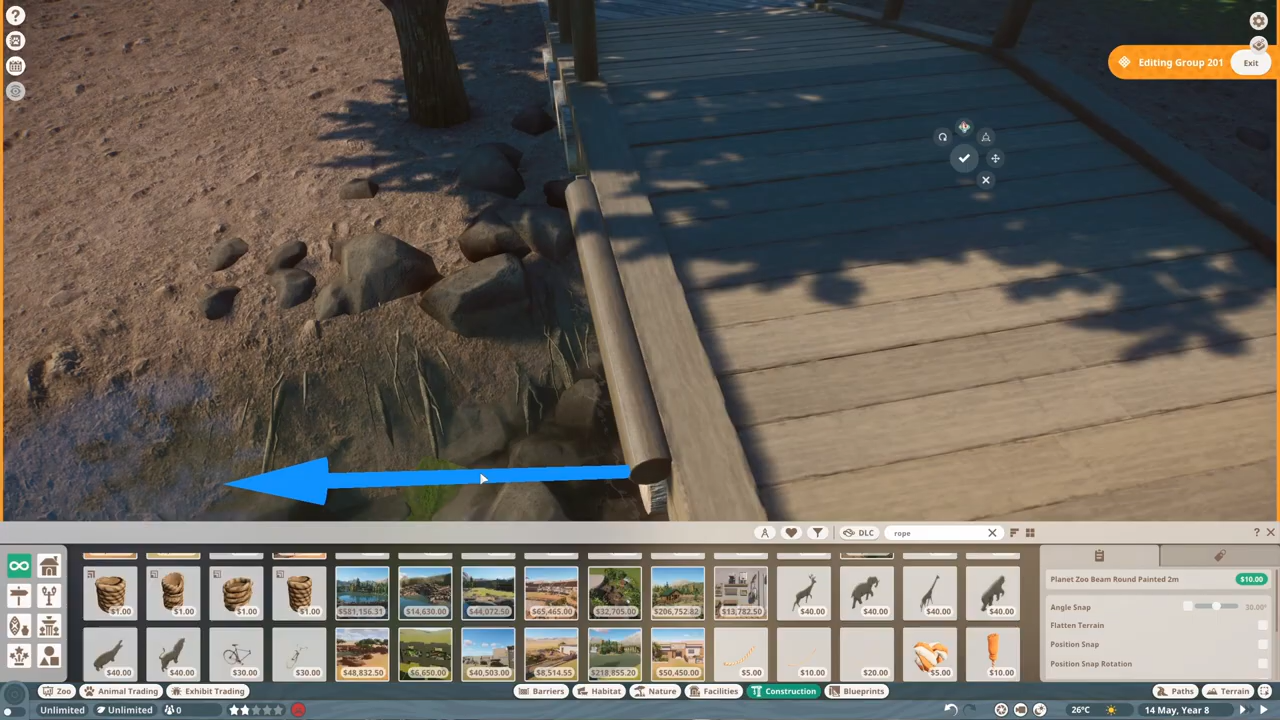 Editing Group 201
Exit
DLC
rope
$1.00
$1.00
$1.00
$1.00
$581,156.31
$14,630.00
$44,072.50
$65,465.00
$32,705.00
$206,752.82
$13,782.50
$40.00
$40.00
$40.00
$40.00
$40.00
$40.00
$30.00
$30.00
$48,832.50
$6,650.00
$40,503.00
$8,514.55
$218,855.20
$50,450.00
$5.00
$10.00
$20.00
$5.00
$10.00
Planet Zoo Beam Round Painted 2m
$10.00
Angle Snap
30.00°
Flatten Terrain
Position Snap
Position Snap Rotation
Zoo
Animal Trading
Exhibit Trading
Barriers
Habitat
Nature
Facilities
Construction
Blueprints
Paths
Terrain
Unlimited
Unlimited
0
26°C
14 May, Year 8